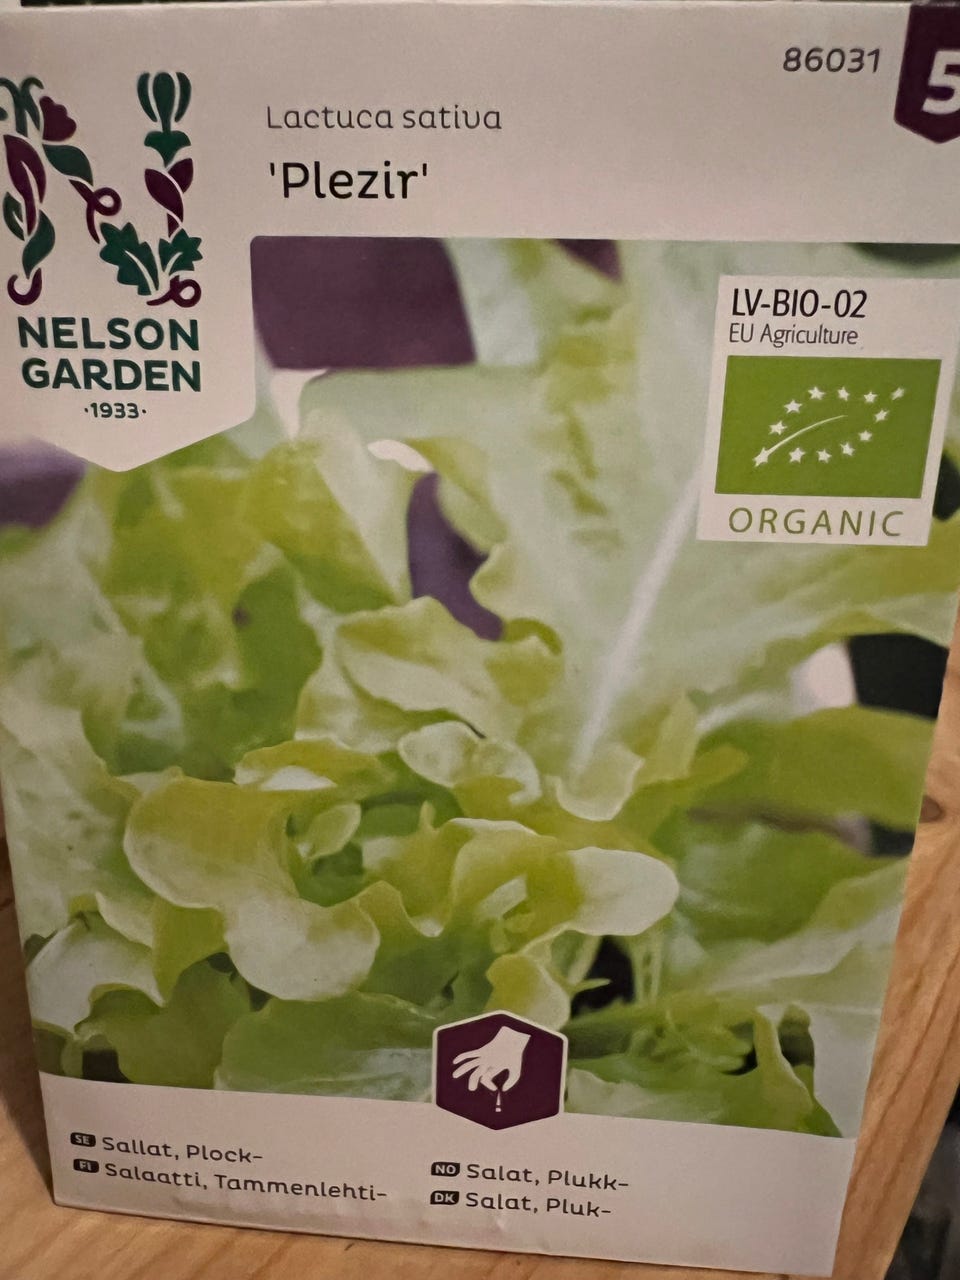 86031
5
Lactuca sativa
'Plezir'
NELSON
GARDEN
·1933·
LV-BIO-02
EU Agriculture
ORGANIC
SE Sallat, Plock-
FI Salaatti, Tammenlehti-
NO Salat, Plukk-
DK Salat, Pluk-